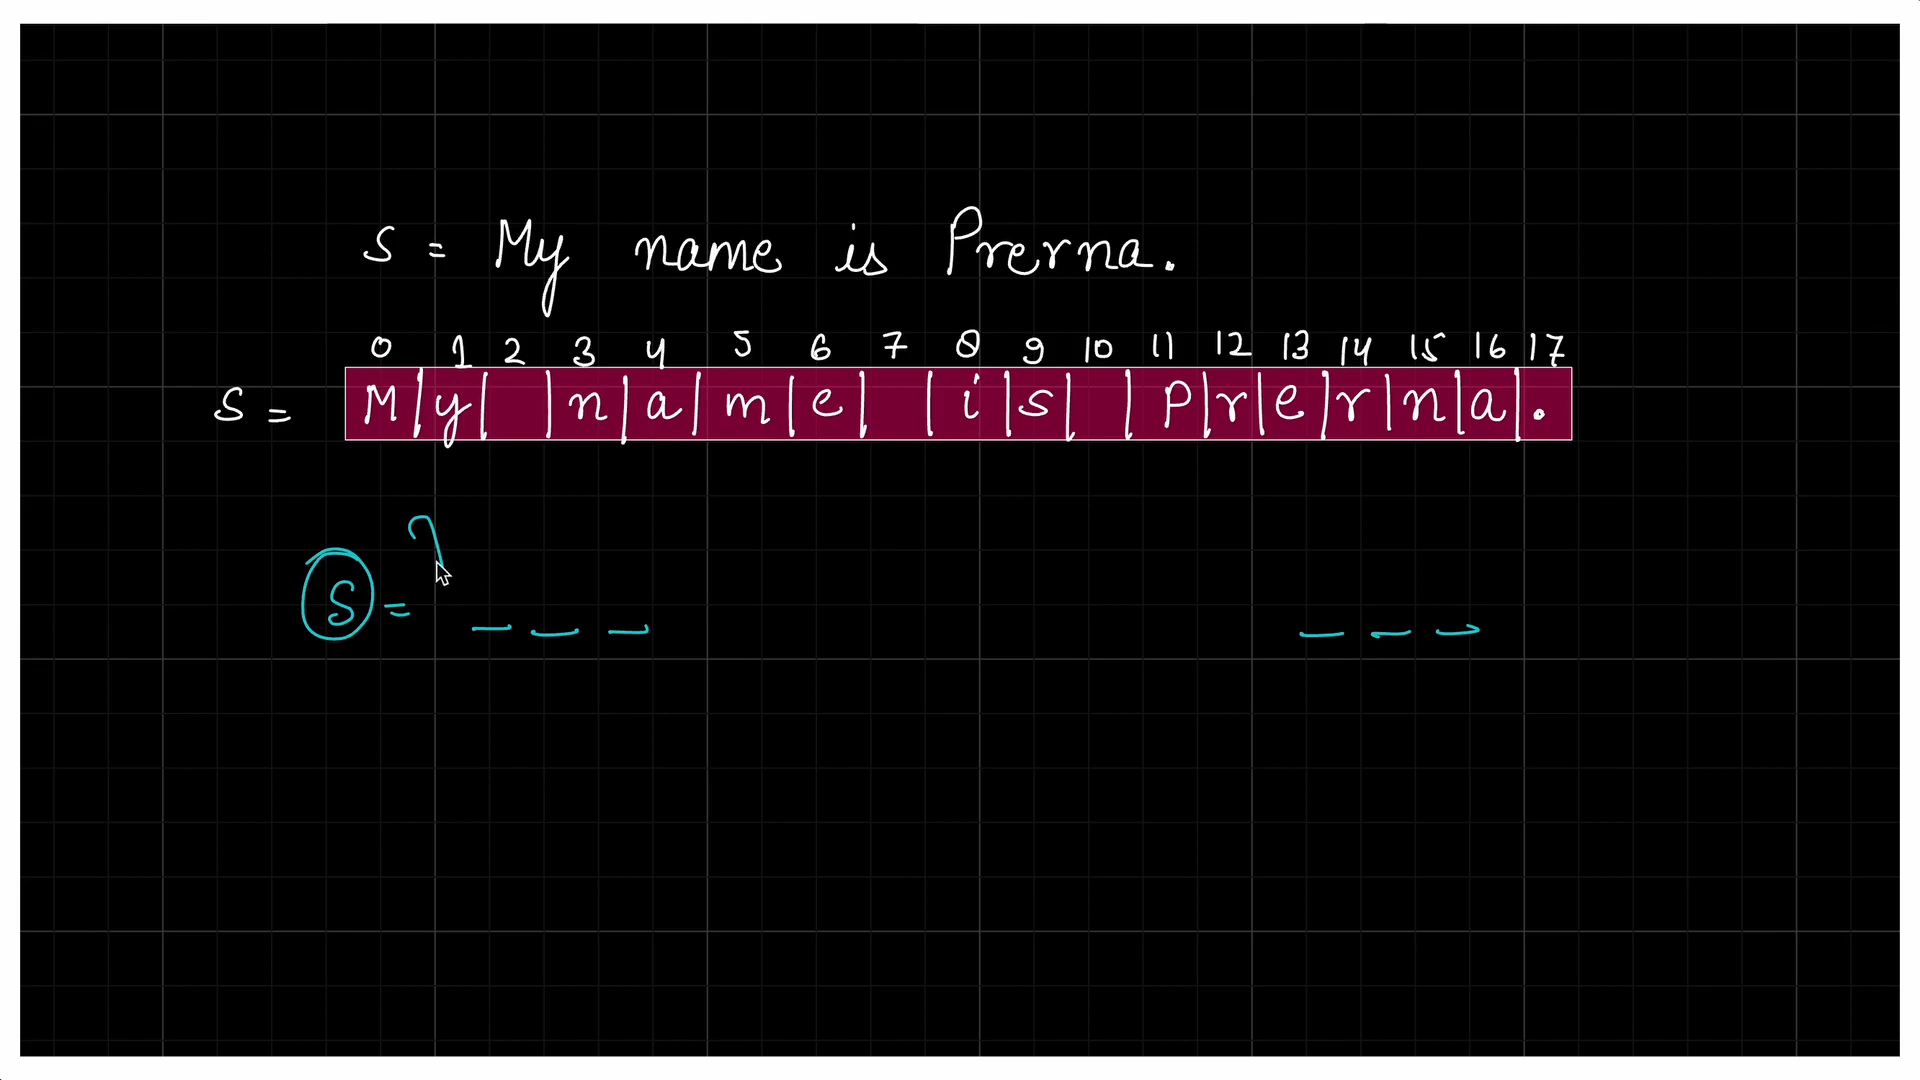 s = My name is Prerna.
0 1 2 3 4 5 6 7 8 9 10 11 12 13 14 15 16 17
s = M|y| |n|a|m|e| |i|s| |P|r|e|r|n|a|.
S = _ _ _ _ _ _